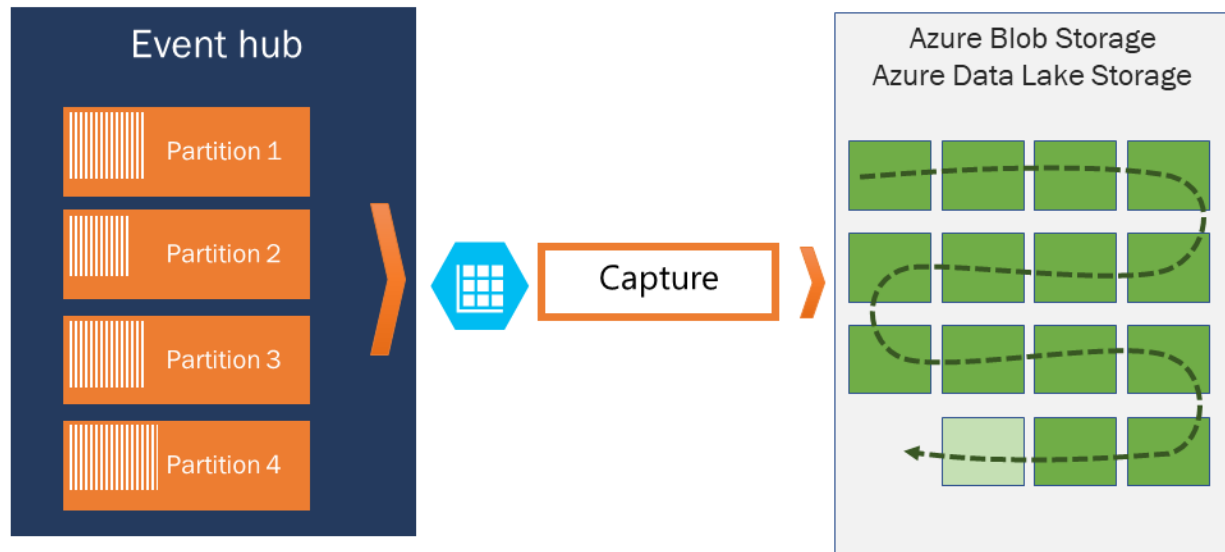 Event hub
Partition 1
Partition 2
Partition 3
Partition 4
Capture
Azure Blob Storage
Azure Data Lake Storage